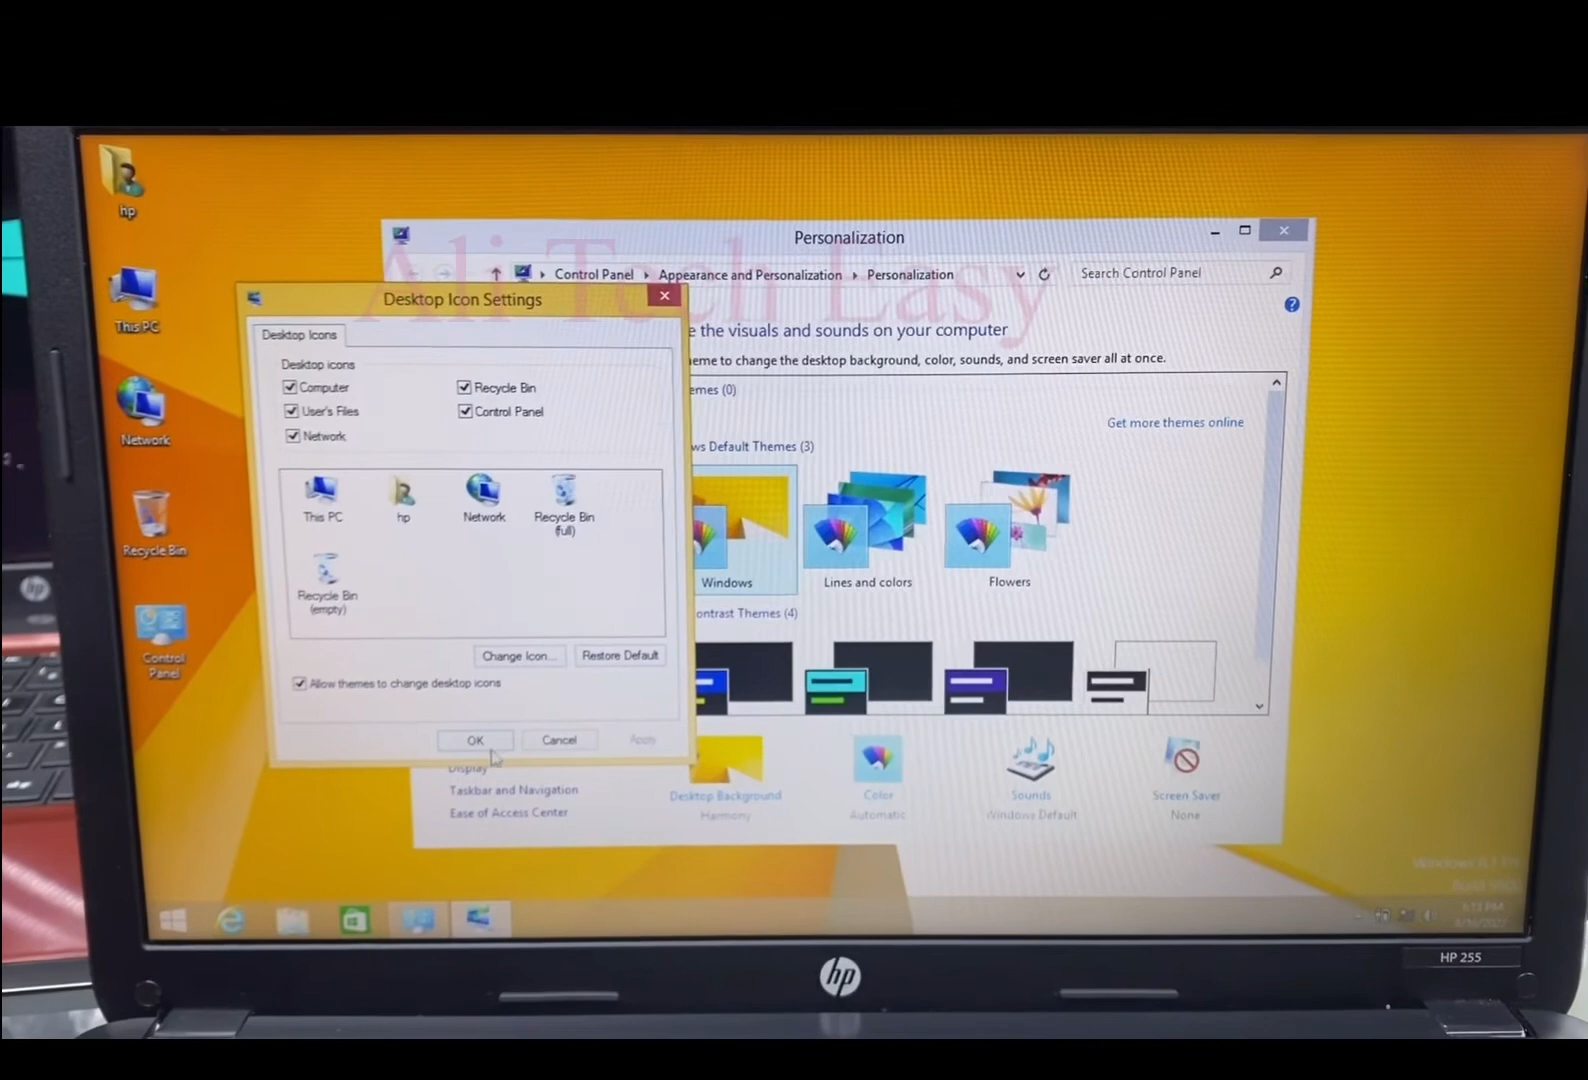 hp
This PC
Network
Recycle Bin
Control
Panel
Personalization
Control Panel
Appearance and Personalization
Personalization
Search Control Panel
Ali Tech Easy
Desktop Icon Settings
Desktop Icons
Desktop icons
Computer
Recycle Bin
User's Files
Control Panel
Network
This PC
hp
Network
Recycle Bin
(full)
Recycle Bin
(empty)
Change Icon...
Restore Default
Allow themes to change desktop icons
OK
Cancel
Apply
e the visuals and sounds on your computer
eme to change the desktop background, color, sounds, and screen saver all at once.
emes (0)
Get more themes online
ws Default Themes (3)
Windows
Lines and colors
Flowers
ontrast Themes (4)
Display
Taskbar and Navigation
Ease of Access Center
Desktop Background
Harmony
Color
Automatic
Sounds
Windows Default
Screen Saver
None
hp
HP 255
hp